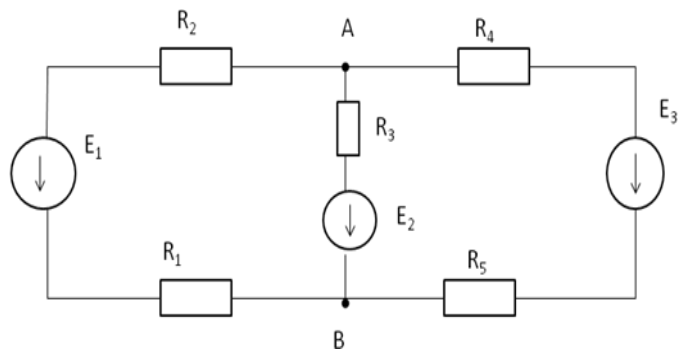 R₂ A R₄
E₁ R₃ E₃
E₂
R₁ R₅
B